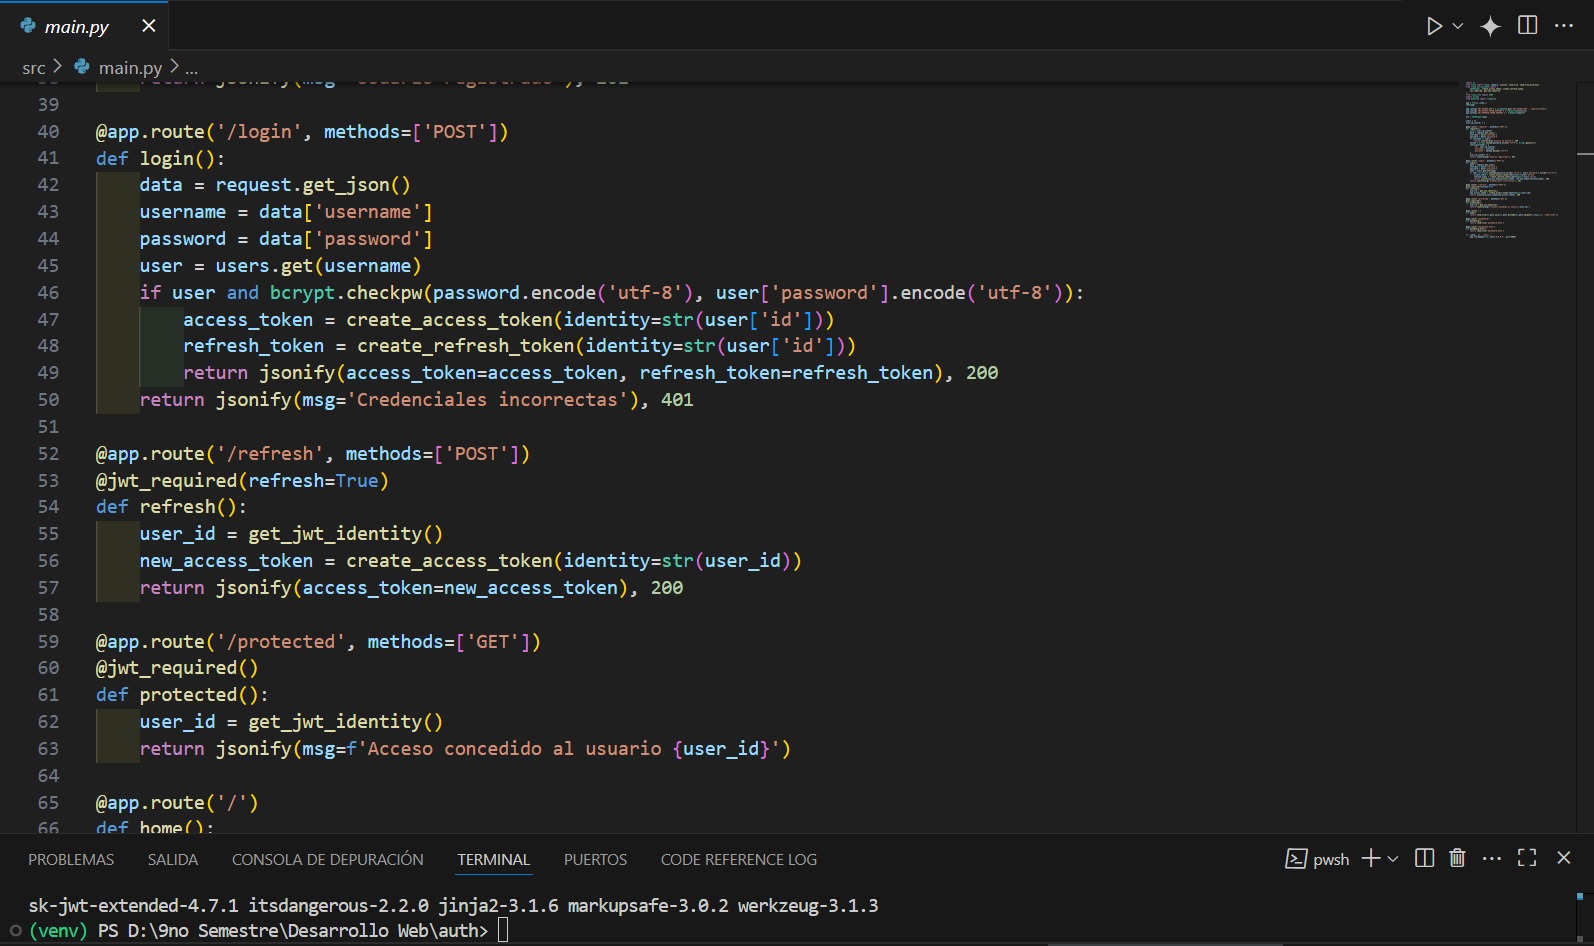 main.py
src > main.py > ...
39
40 @app.route('/login', methods=['POST'])
41 def login():
42     data = request.get_json()
43     username = data['username']
44     password = data['password']
45     user = users.get(username)
46     if user and bcrypt.checkpw(password.encode('utf-8'), user['password'].encode('utf-8')):
47         access_token = create_access_token(identity=str(user['id']))
48         refresh_token = create_refresh_token(identity=str(user['id']))
49         return jsonify(access_token=access_token, refresh_token=refresh_token), 200
50     return jsonify(msg='Credenciales incorrectas'), 401
51
52 @app.route('/refresh', methods=['POST'])
53 @jwt_required(refresh=True)
54 def refresh():
55     user_id = get_jwt_identity()
56     new_access_token = create_access_token(identity=str(user_id))
57     return jsonify(access_token=new_access_token), 200
58
59 @app.route('/protected', methods=['GET'])
60 @jwt_required()
61 def protected():
62     user_id = get_jwt_identity()
63     return jsonify(msg=f'Acceso concedido al usuario {user_id}')
64
65 @app.route('/')
66 def home():
PROBLEMAS SALIDA CONSOLA DE DEPURACIÓN TERMINAL PUERTOS CODE REFERENCE LOG pwsh
sk-jwt-extended-4.7.1 itsdangerous-2.2.0 jinja2-3.1.6 markupsafe-3.0.2 werkzeug-3.1.3
(venv) PS D:\9no Semestre\Desarrollo Web\auth>